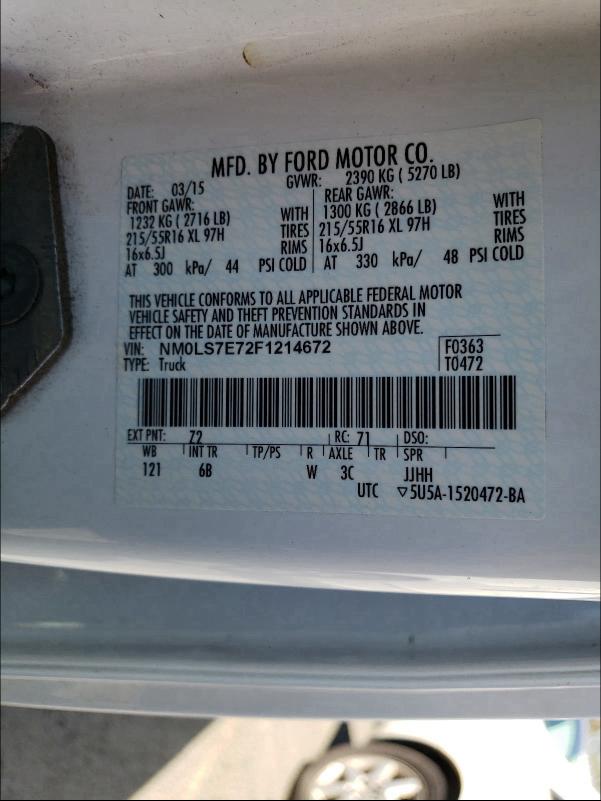 MFD. BY FORD MOTOR CO.
DATE: 03/15 GVWR: 2390 KG ( 5270 LB)
FRONT GAWR: REAR GAWR:
1232 KG (2716 LB) WITH 1300 KG (2866 LB) WITH
215/55R16 XL 97H TIRES 215/55R16 XL 97H TIRES
16x6.5J RIMS 16x6.5J RIMS
AT 300 kPa/ 44 PSI COLD AT 330 kPa/ 48 PSI COLD
THIS VEHICLE CONFORMS TO ALL APPLICABLE FEDERAL MOTOR
VEHICLE SAFETY AND THEFT PREVENTION STANDARDS IN
EFFECT ON THE DATE OF MANUFACTURE SHOWN ABOVE.
VIN: NM0LS7E72F1214672 F0363
TYPE: Truck T0472
EXT PNT: Z2 RC: 71 DSO:
WB INT TR TP/PS R AXLE TR SPR
121 6B W 3C JJHH
UTC ▽5U5A-1520472-BA